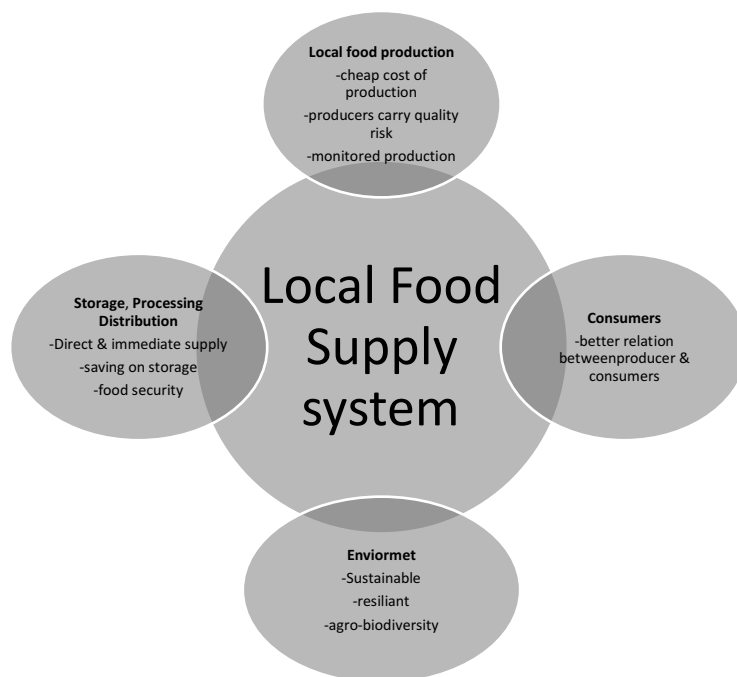 Local food production
-cheap cost of
production
-producers carry quality
risk
-monitored production
Local Food
Supply
system
Storage, Processing
Distribution
-Direct & immediate supply
-saving on storage
-food security
Consumers
-better relation
betweenproducer &
consumers
Enviormet
-Sustainable
-resiliant
-agro-biodiversity